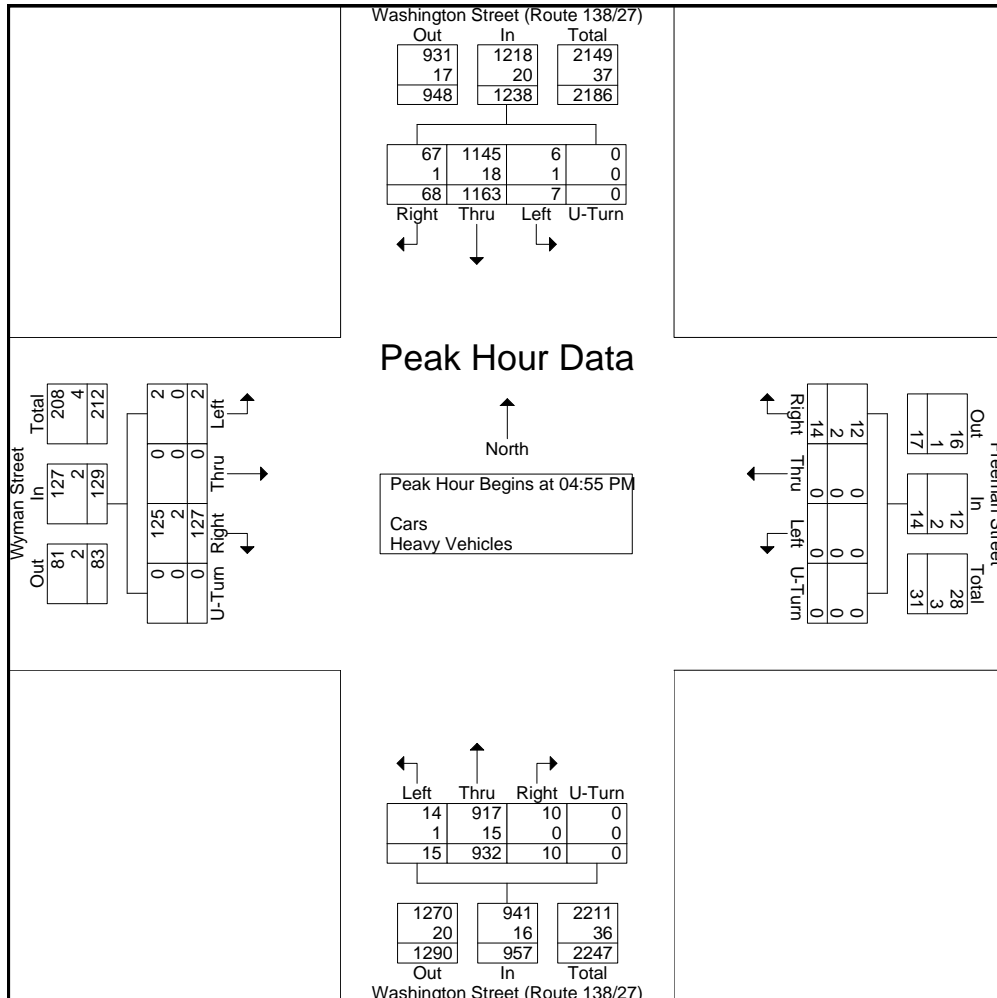 Washington Street (Route 138/27)
Out In Total
931 1218 2149
17 20 37
948 1238 2186
67 1145 6 0
1 18 1 0
68 1163 7 0
Right Thru Left U-Turn
Peak Hour Data
North
Peak Hour Begins at 04:55 PM
Cars
Heavy Vehicles
Wyman Street
Out In Total
81 127 208
2 2 4
83 129 212
2 0 125 0
0 0 2 0
2 0 127 0
Left Thru Right U-Turn
Freeman Street
Out In Total
16 12 28
1 2 3
17 14 31
12 0 0 0
2 0 0 0
14 0 0 0
Right Thru Left U-Turn
Left Thru Right U-Turn
14 917 10 0
1 15 0 0
15 932 10 0
1270 941 2211
20 16 36
1290 957 2247
Out In Total
Washington Street (Route 138/27)